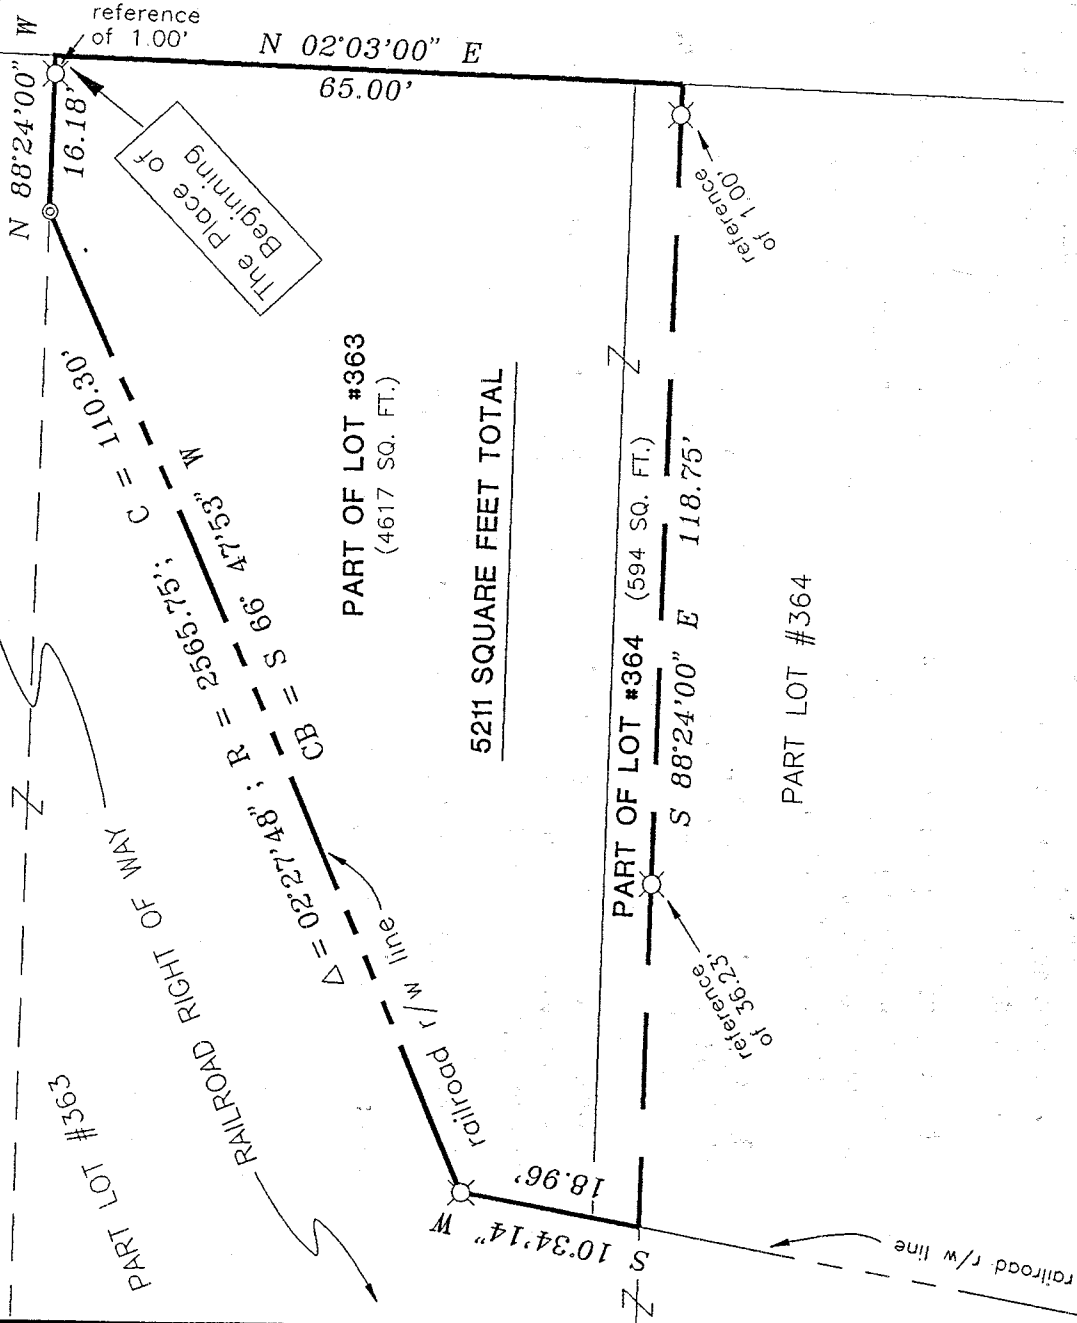 reference
of 1.00'
N 02°03'00" E
65.00'
N 88°24'00" W
16.18'
The Place of
Beginning
reference
of 1.00'
Δ = 02°27'48" ; R = 2565.75'; C = 110.30'
CB = S 66° 47'53" W
PART OF LOT #363
(4617 SQ. FT.)
5211 SQUARE FEET TOTAL
PART OF LOT #364 (594 SQ. FT.)
S 88°24'00" E 118.75'
PART LOT #364
RAILROAD RIGHT OF WAY
railroad r/w line
reference
of 36.23'
PART LOT #363
RAILROAD
18.96'
S 10°34'14" W
railroad r/w line